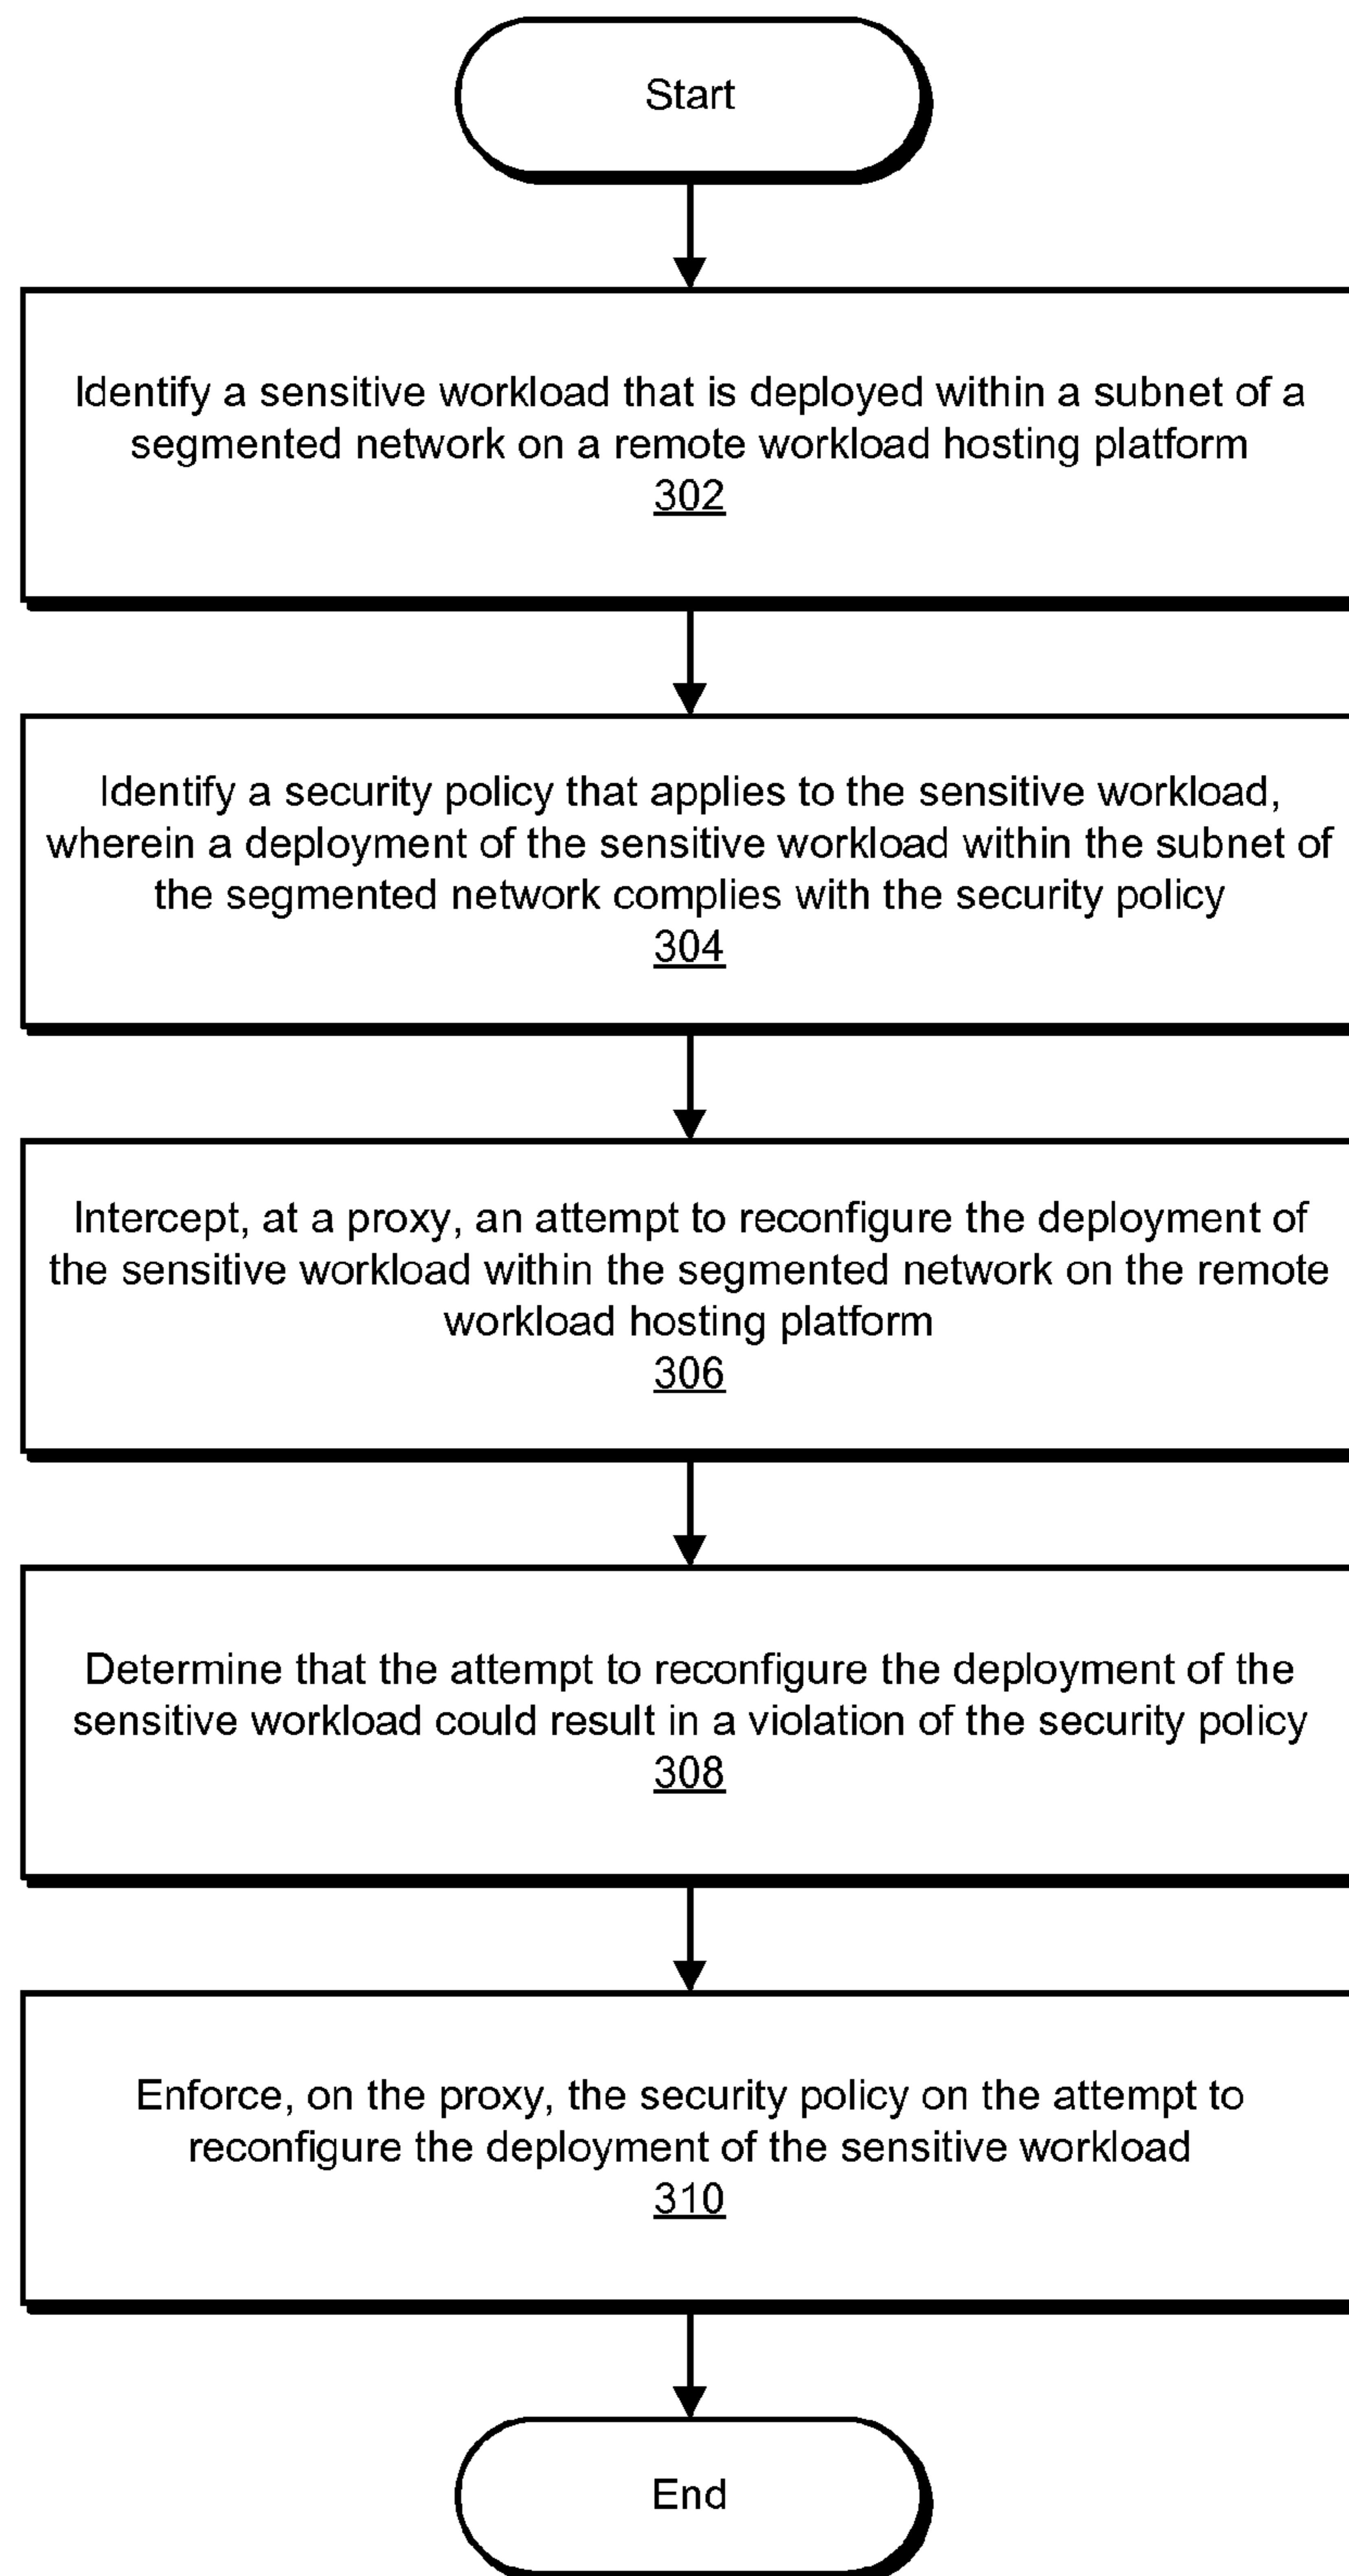 Start
Identify a sensitive workload that is deployed within a subnet of a
segmented network on a remote workload hosting platform
302
Identify a security policy that applies to the sensitive workload,
wherein a deployment of the sensitive workload within the subnet of
the segmented network complies with the security policy
304
Intercept, at a proxy, an attempt to reconfigure the deployment of
the sensitive workload within the segmented network on the remote
workload hosting platform
306
Determine that the attempt to reconfigure the deployment of the
sensitive workload could result in a violation of the security policy
308
Enforce, on the proxy, the security policy on the attempt to
reconfigure the deployment of the sensitive workload
310
End